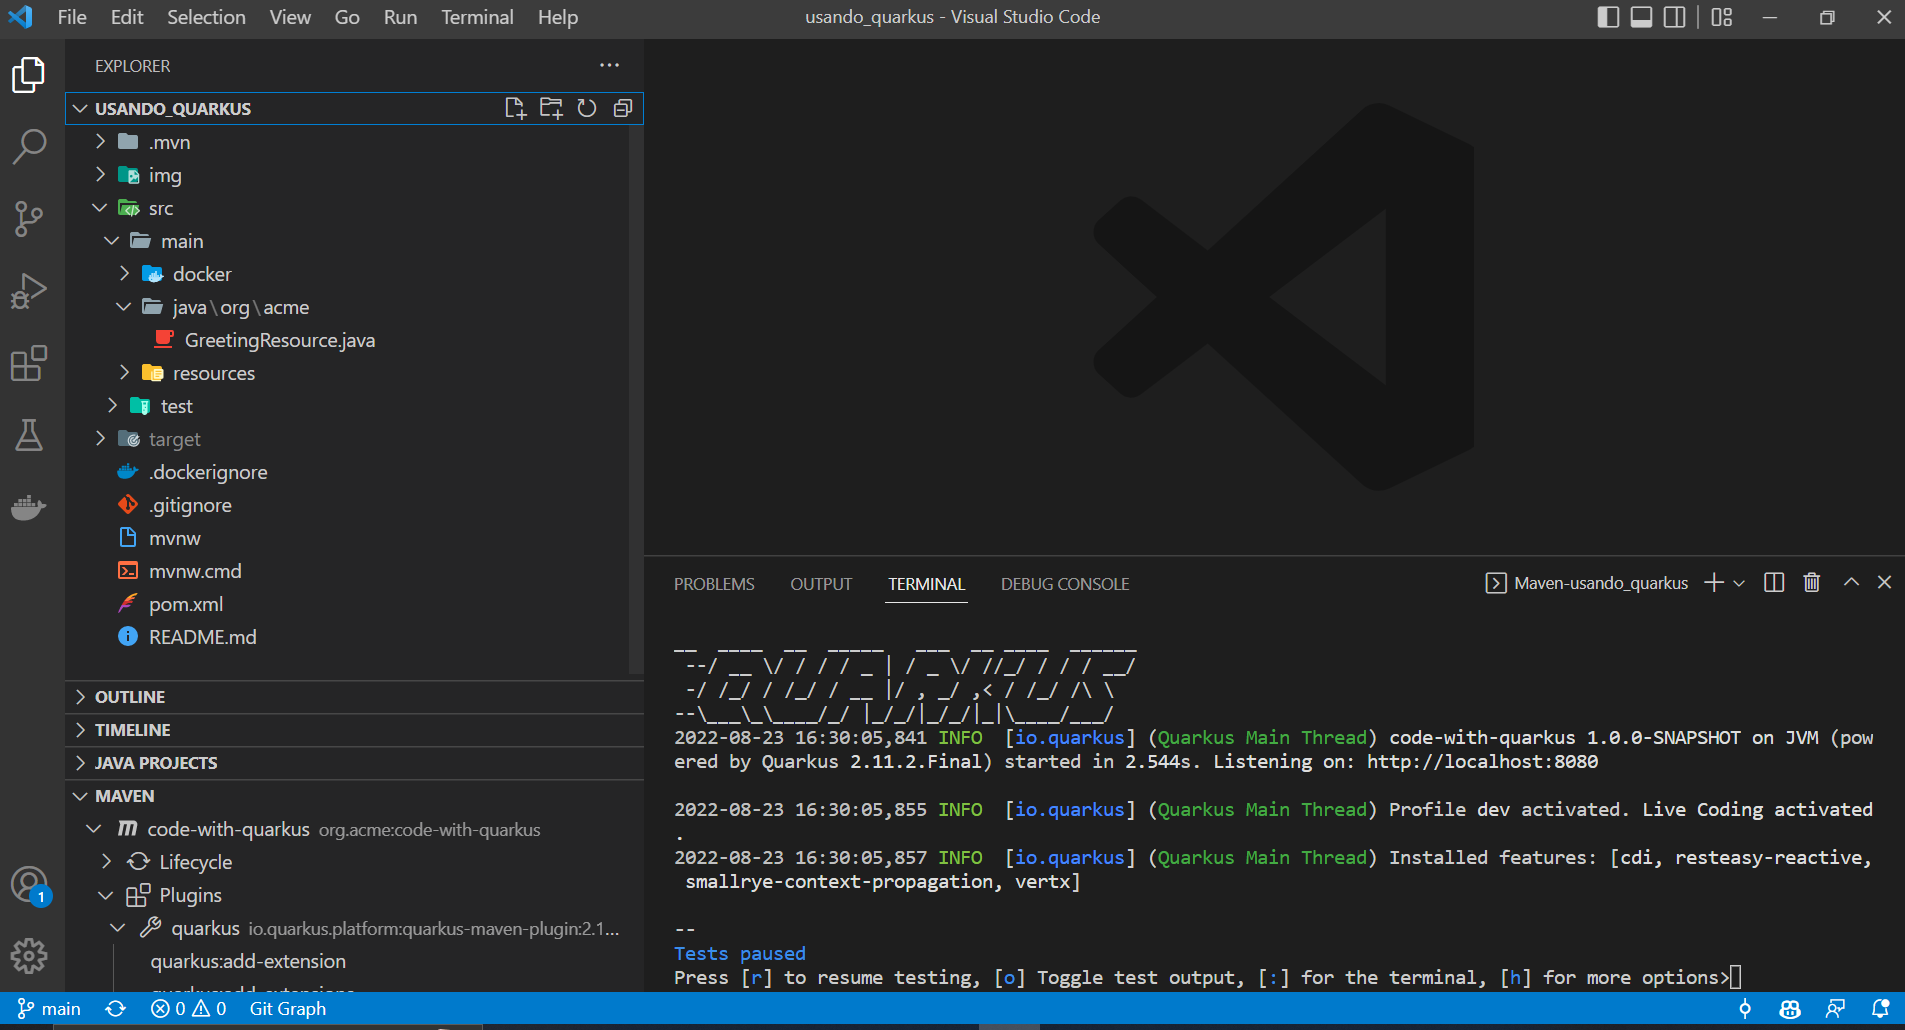 File Edit Selection View Go Run Terminal Help
usando_quarkus - Visual Studio Code
EXPLORER
USANDO_QUARKUS
.mvn
img
src
main
docker
java\org\acme
GreetingResource.java
resources
test
target
.dockerignore
.gitignore
mvnw
mvnw.cmd
pom.xml
README.md
OUTLINE
TIMELINE
JAVA PROJECTS
MAVEN
code-with-quarkus org.acme:code-with-quarkus
Lifecycle
Plugins
quarkus io.quarkus.platform:quarkus-maven-plugin:2.1...
quarkus:add-extension
PROBLEMS OUTPUT TERMINAL DEBUG CONSOLE
Maven-usando_quarkus
__  ____  __  _____   ___  __ ____  ______
 --/ __ \/ / / / _ | / _ \/ //_/ / / / __/
 -/ /_/ / /_/ / __ |/ , _/ ,< / /_/ /\ \
--\___\_\____/_/ |_/_/|_/_/|_|\____/___/
2022-08-23 16:30:05,841 INFO  [io.quarkus] (Quarkus Main Thread) code-with-quarkus 1.0.0-SNAPSHOT on JVM (pow
ered by Quarkus 2.11.2.Final) started in 2.544s. Listening on: http://localhost:8080
2022-08-23 16:30:05,855 INFO  [io.quarkus] (Quarkus Main Thread) Profile dev activated. Live Coding activated
.
2022-08-23 16:30:05,857 INFO  [io.quarkus] (Quarkus Main Thread) Installed features: [cdi, resteasy-reactive,
smallrye-context-propagation, vertx]
--
Tests paused
Press [r] to resume testing, [o] Toggle test output, [:] for the terminal, [h] for more options>
1
main
0 0
Git Graph